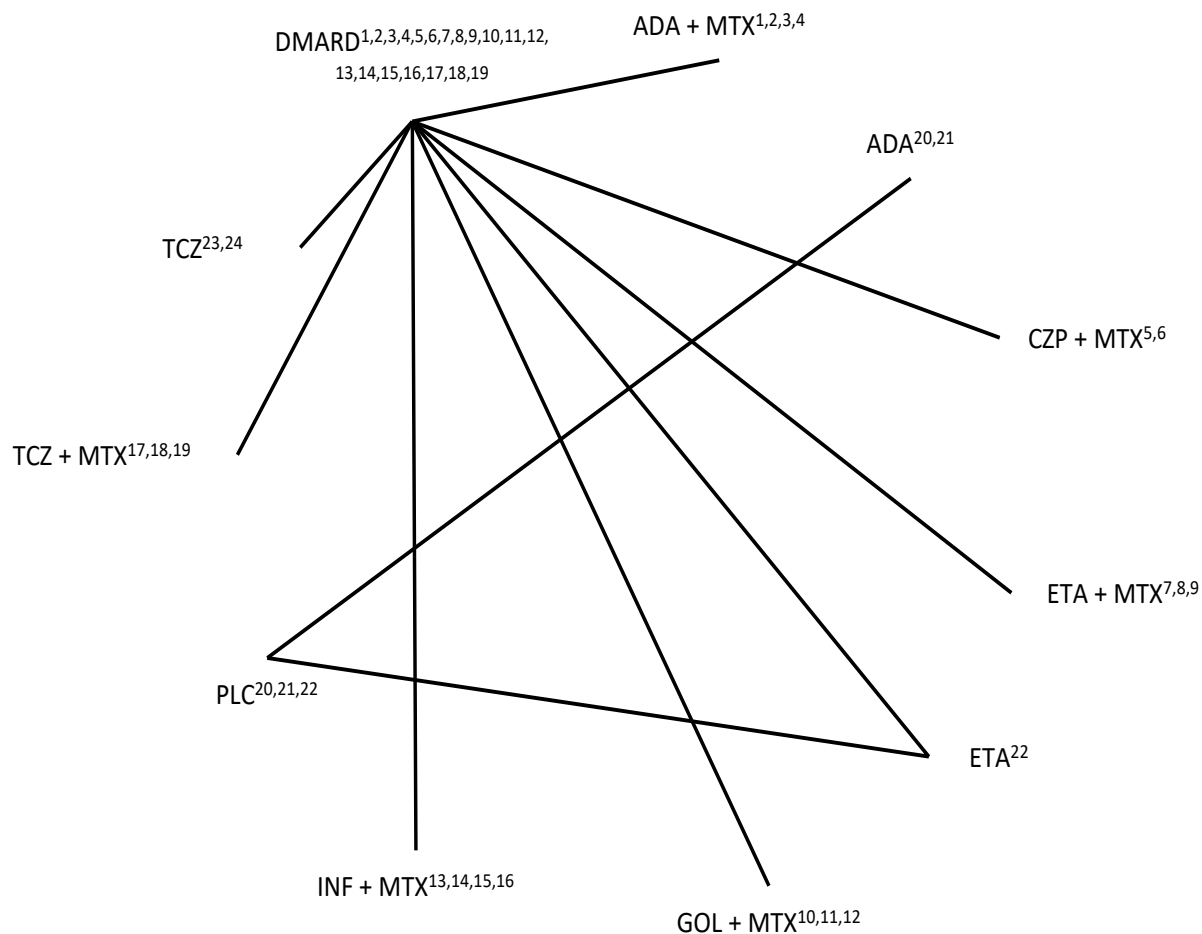 DMARD1,2,3,4,5,6,7,8,9,10,11,12,
13,14,15,16,17,18,19
ADA + MTX1,2,3,4
ADA20,21
TCZ23,24
CZP + MTX5,6
TCZ + MTX17,18,19
ETA + MTX7,8,9
PLC20,21,22
ETA22
INF + MTX13,14,15,16
GOL + MTX10,11,12